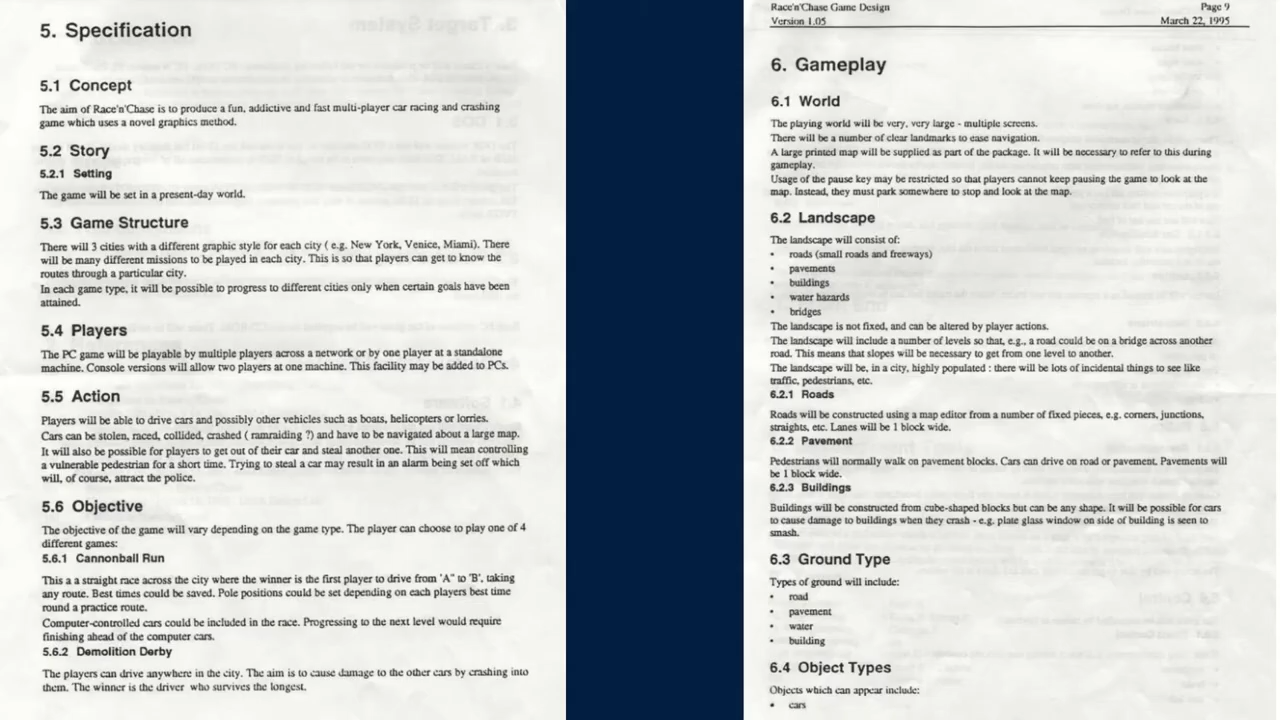 5. Specification
5.1 Concept
The aim of Race'n'Chase is to produce a fun, addictive and fast multi-player car racing and crashing
game which uses a novel graphics method.
5.2 Story
5.2.1 Setting
The game will be set in a present-day world.
5.3 Game Structure
There will 3 cities with a different graphic style for each city ( e.g. New York, Venice, Miami). There
will be many different missions to be played in each city. This is so that players can get to know the
routes through a particular city.
In each game type, it will be possible to progress to different cities only when certain goals have been
attained.
5.4 Players
The PC game will be playable by multiple players across a network or by one player at a standalone
machine. Console versions will allow two players at one machine. This facility may be added to PCs.
5.5 Action
Players will be able to drive cars and possibly other vehicles such as boats, helicopters or lorries.
Cars can be stolen, raced, collided, crashed ( ramraiding ?) and have to be navigated about a large map.
It will also be possible for players to get out of their car and steal another one. This will mean controlling
a vulnerable pedestrian for a short time. Trying to steal a car may result in an alarm being set off which
will, of course, attract the police.
5.6 Objective
The objective of the game will vary depending on the game type. The player can choose to play one of 4
different games:
5.6.1 Cannonball Run
This a a straight race across the city where the winner is the first player to drive from 'A" to 'B', taking
any route. Best times could be saved. Pole positions could be set depending on each players best time
round a practice route.
Computer-controlled cars could be included in the race. Progressing to the next level would require
finishing ahead of the computer cars.
5.6.2 Demolition Derby
The players can drive anywhere in the city. The aim is to cause damage to the other cars by crashing into
them. The winner is the driver who survives the longest.
Race'n'Chase Game Design Page 9
Version 1.05 March 22, 1995
6. Gameplay
6.1 World
The playing world will be very, very large - multiple screens.
There will be a number of clear landmarks to ease navigation.
A large printed map will be supplied as part of the package. It will be necessary to refer to this during
gameplay.
Usage of the pause key may be restricted so that players cannot keep pausing the game to look at the
map. Instead, they must park somewhere to stop and look at the map.
6.2 Landscape
The landscape will consist of:
• roads (small roads and freeways)
• pavements
• buildings
• water hazards
• bridges
The landscape is not fixed, and can be altered by player actions.
The landscape will include a number of levels so that, e.g., a road could be on a bridge across another
road. This means that slopes will be necessary to get from one level to another.
The landscape will be, in a city, highly populated : there will be lots of incidental things to see like
traffic, pedestrians, etc.
6.2.1 Roads
Roads will be constructed using a map editor from a number of fixed pieces, e.g. corners, junctions,
straights, etc. Lanes will be 1 block wide.
6.2.2 Pavement
Pedestrians will normally walk on pavement blocks. Cars can drive on road or pavement. Pavements will
be 1 block wide.
6.2.3 Buildings
Buildings will be constructed from cube-shaped blocks but can be any shape. It will be possible for cars
to cause damage to buildings when they crash - e.g. plate glass window on side of building is seen to
smash.
6.3 Ground Type
Types of ground will include:
• road
• pavement
• water
• building
6.4 Object Types
Objects which can appear include:
• cars